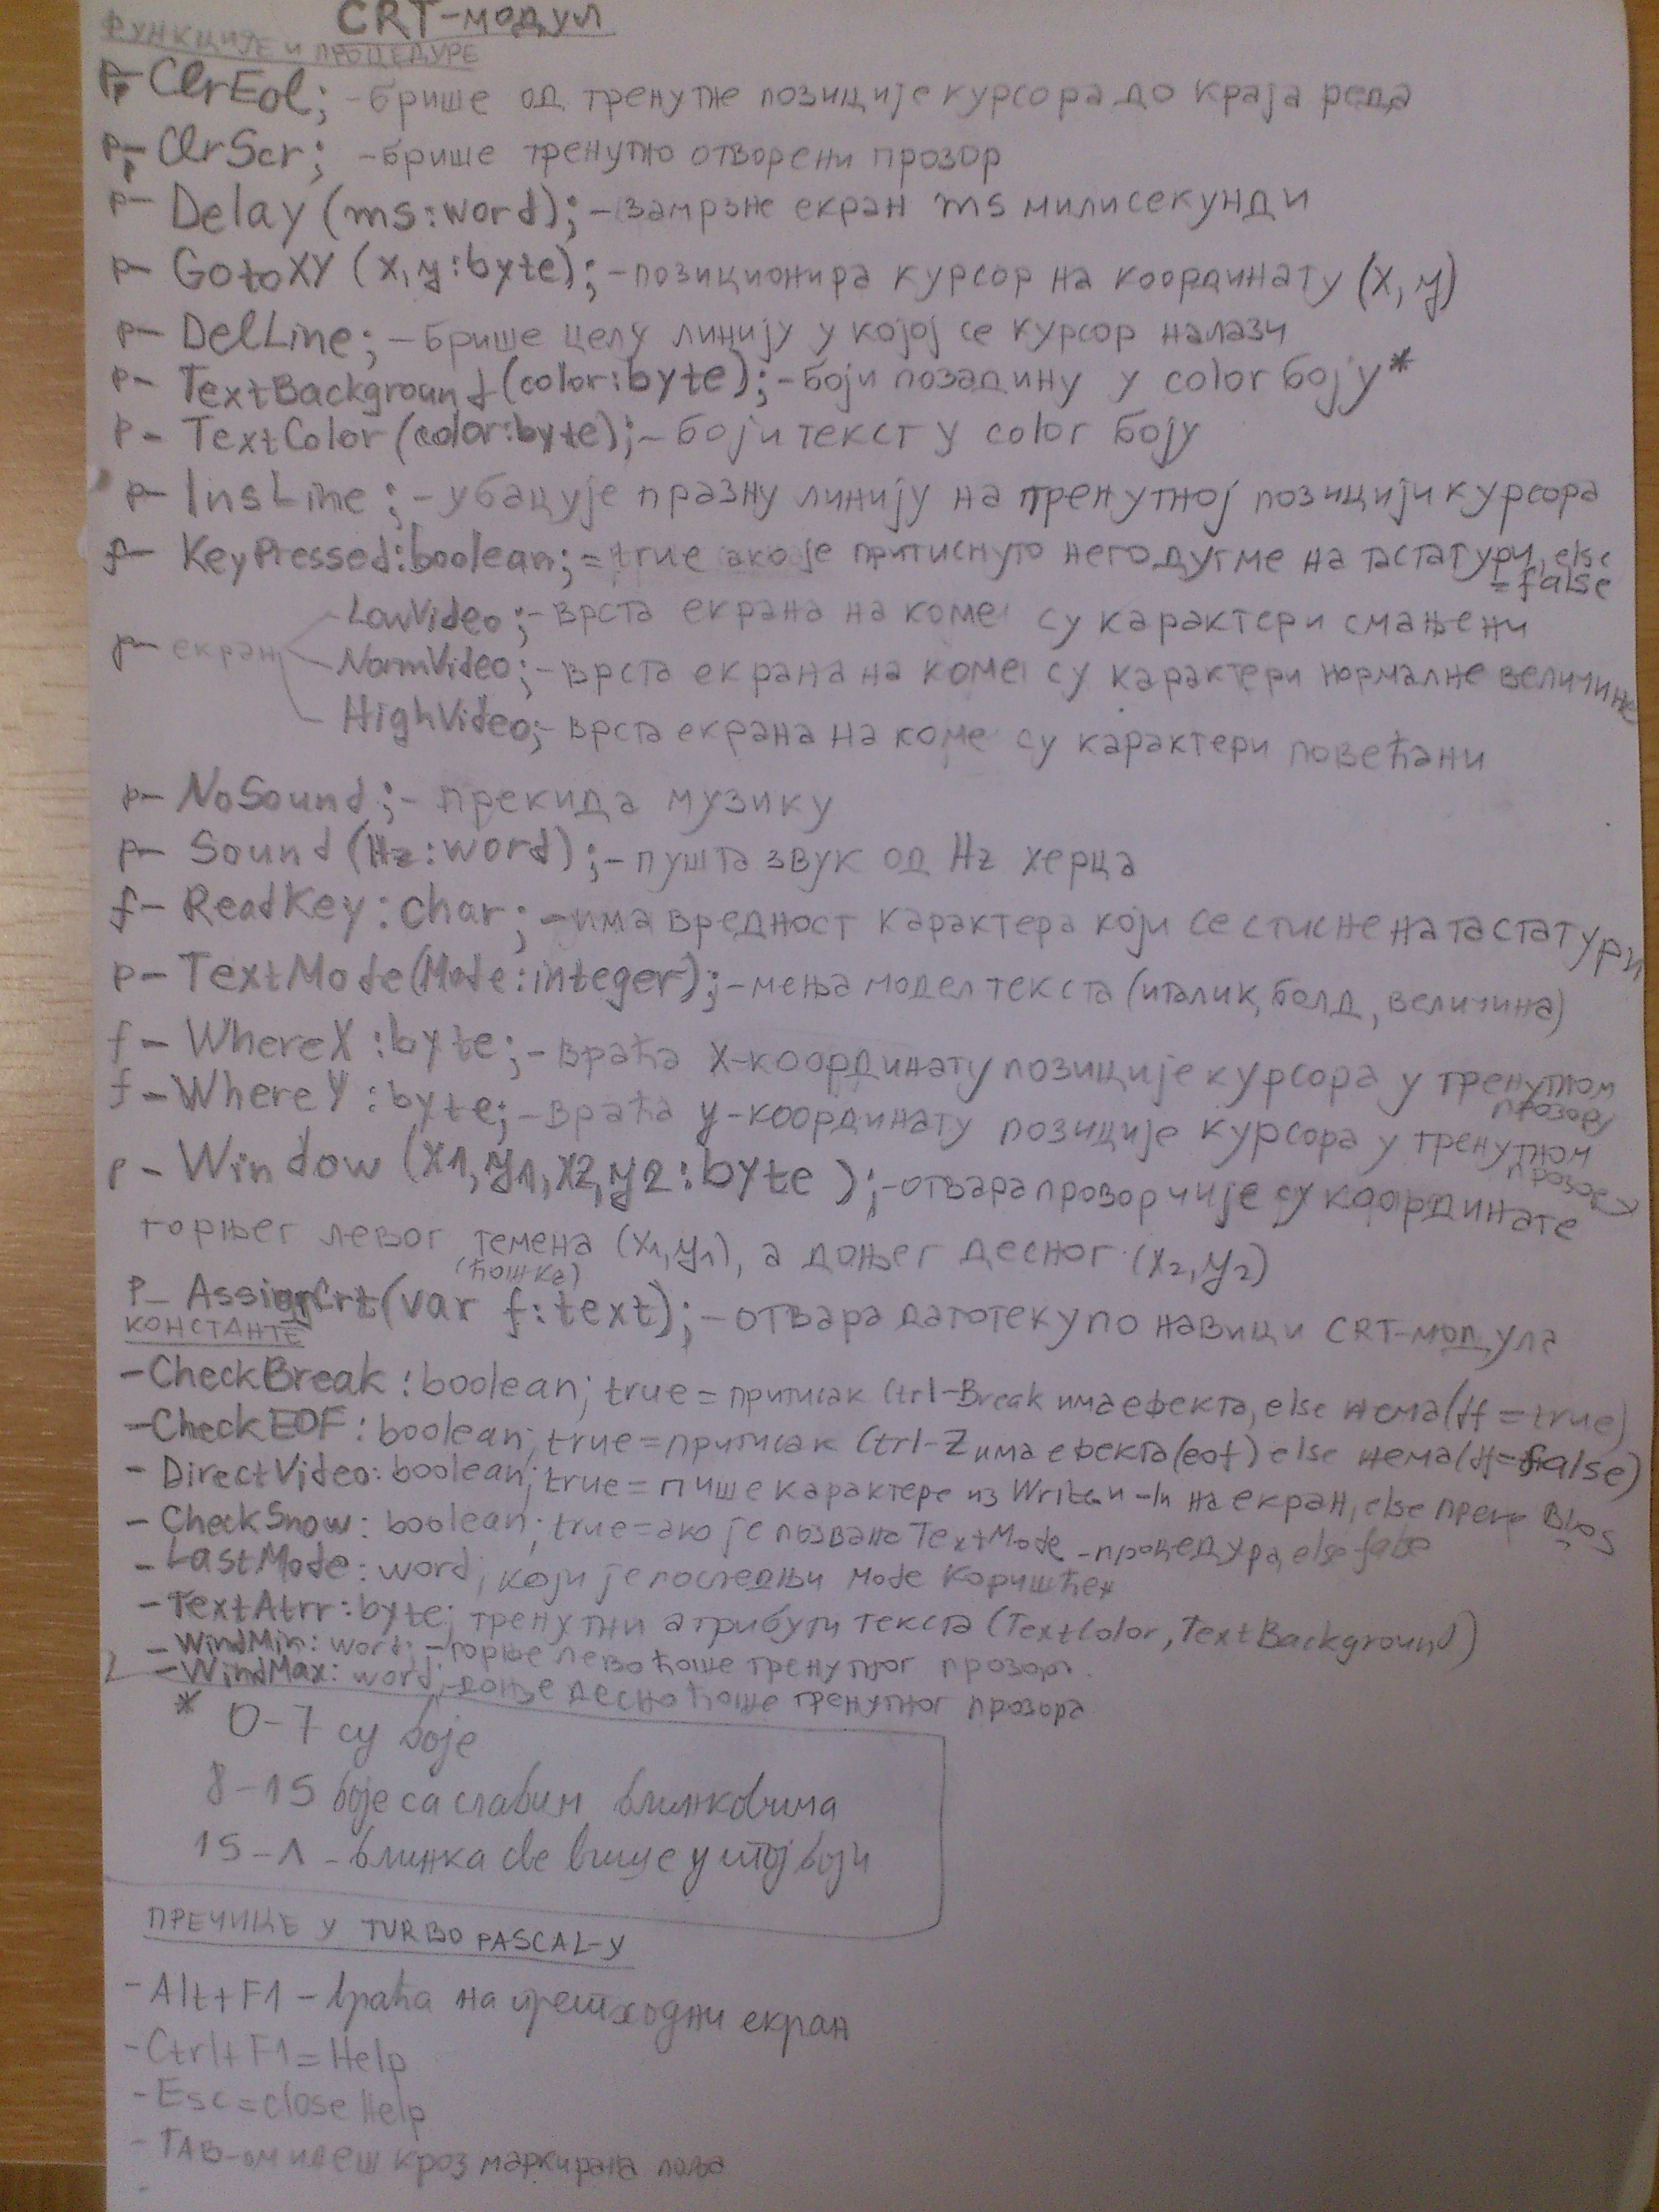 CRT-модул
ФУНКЦИЈЕ И ПРОЦЕДУРЕ
p- ClrEol; - брише од тренутне позиције курсора до краја реда
p- ClrScr; - брише тренутно отворени прозор
p- Delay (ms:word); - замрзне екран ms милисекунди
p- GotoXY (x,y:byte); - позиционира курсор на координату (x,y)
p- DelLine; - брише целу линију у којој се курсор налази
p- TextBackground (color:byte); - боји позадину у color боју*
p- TextColor (color:byte); - боји текст у color боју
p- InsLine; - убацује празну линију на тренутној позицији курсора
f- KeyPressed:boolean; = true ако је притиснуто него дугме на тастатури, else
= false
LowVideo; - врста екрана на коме су карактери смањени
p- екран NormVideo; - врста екрана на коме су карактери нормалне величине
HighVideo; - врста екрана на коме су карактери повећани
p- NoSound; - прекида музику
p- Sound (Hz:word); - пушта звук од Hz херца
f- ReadKey:char; - има вредност карактера који се стисне на тастатури
p- TextMode(Mode:integer); - мења модел текста (италик, болд, величина)
f- WhereX:byte; - враћа x-координату позиције курсора у тренутном
прозору
f- WhereY:byte; - враћа y-координату позиције курсора у тренутном
прозору
p- Window (x1,y1,x2,y2:byte); - отвара прозор чије су координате
горњег левог темена (x1,y1), а доњег десног (x2,y2)
(ћошка)
p- AssignCrt(var f:text); - отвара датотеку по навици CRT-модула
КОНСТАНТЕ
- CheckBreak:boolean; true = притисак Ctrl-Break има ефекта, else нема(df = true)
- CheckEOF:boolean; true = притисак Ctrl-Z има ефекта(eof) else нема(df=false)
- DirectVideo:boolean; true = пише карактере из Write и -ln на екран, else преко BIOS
- CheckSnow:boolean; true = ако је позвана TextMode - процедура, else false
- LastMode:word; који је последњи mode коришћен
- TextAtrr:byte; тренутни атрибути текста (TextColor, TextBackground)
- WindMin:word; - горње лево ћоше тренутног прозора.
- WindMax:word; - доње десно ћоше тренутног прозора
* 0-7 су боје
8-15 боје са слабим блинковима
15-Λ - блинка све више у тој боји
ПРЕЧИЦЕ У TURBO PASCAL-У
- Alt+F1 - враћа на претходни екран
- Ctrl+F1 = Help
- Esc = close Help
- TAB-ом идеш кроз маркирана поља